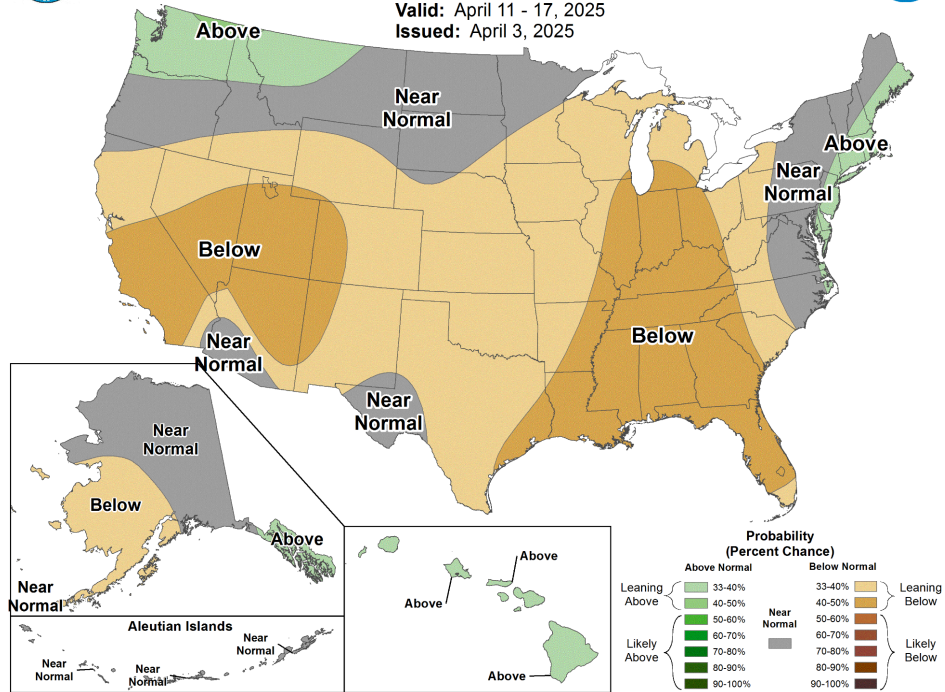 Valid: April 11 - 17, 2025
Issued: April 3, 2025
Above
Near
Normal
Above
Near
Normal
Below
Below
Near
Normal
Near
Normal
Near
Normal
Below
Above
Near
Normal
Aleutian Islands
Near
Normal
Near
Normal
Near
Normal
Above
Above
Above
Probability
(Percent Chance)
Above Normal
Below Normal
Leaning
Above
Likely
Above
33-40%
40-50%
50-60%
60-70%
70-80%
80-90%
90-100%
Near
Normal
33-40%
40-50%
50-60%
60-70%
70-80%
80-90%
90-100%
Leaning
Below
Likely
Below